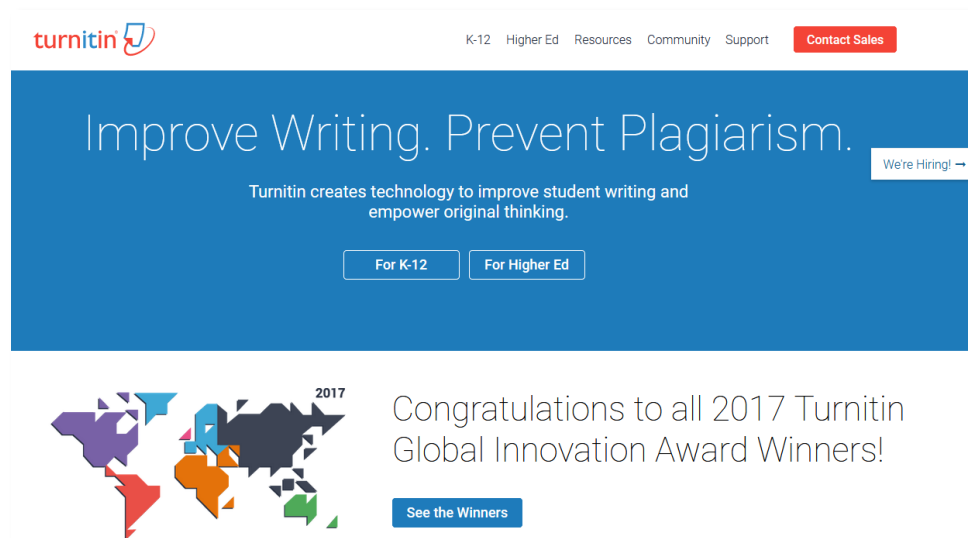 turnitin
K-12 Higher Ed Resources Community Support Contact Sales
Improve Writing. Prevent Plagiarism.
We're Hiring! →
Turnitin creates technology to improve student writing and
empower original thinking.
For K-12 For Higher Ed
2017
Congratulations to all 2017 Turnitin
Global Innovation Award Winners!
See the Winners